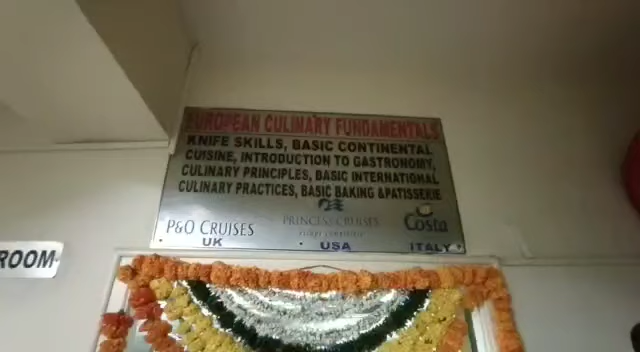 EUROPEAN CULINARY FUNDAMENTALS
KNIFE SKILLS, BASIC CONTINENTAL
CUISINE, INTRODUCTION TO GASTRONOMY,
CULINARY PRINCIPLES, BASIC INTERNATIONAL
CULINARY PRACTICES, BASIC BAKING &PATISSERIE
P&O CRUISES PRINCESS CRUISES Costa
UK USA ITALY
ROOM